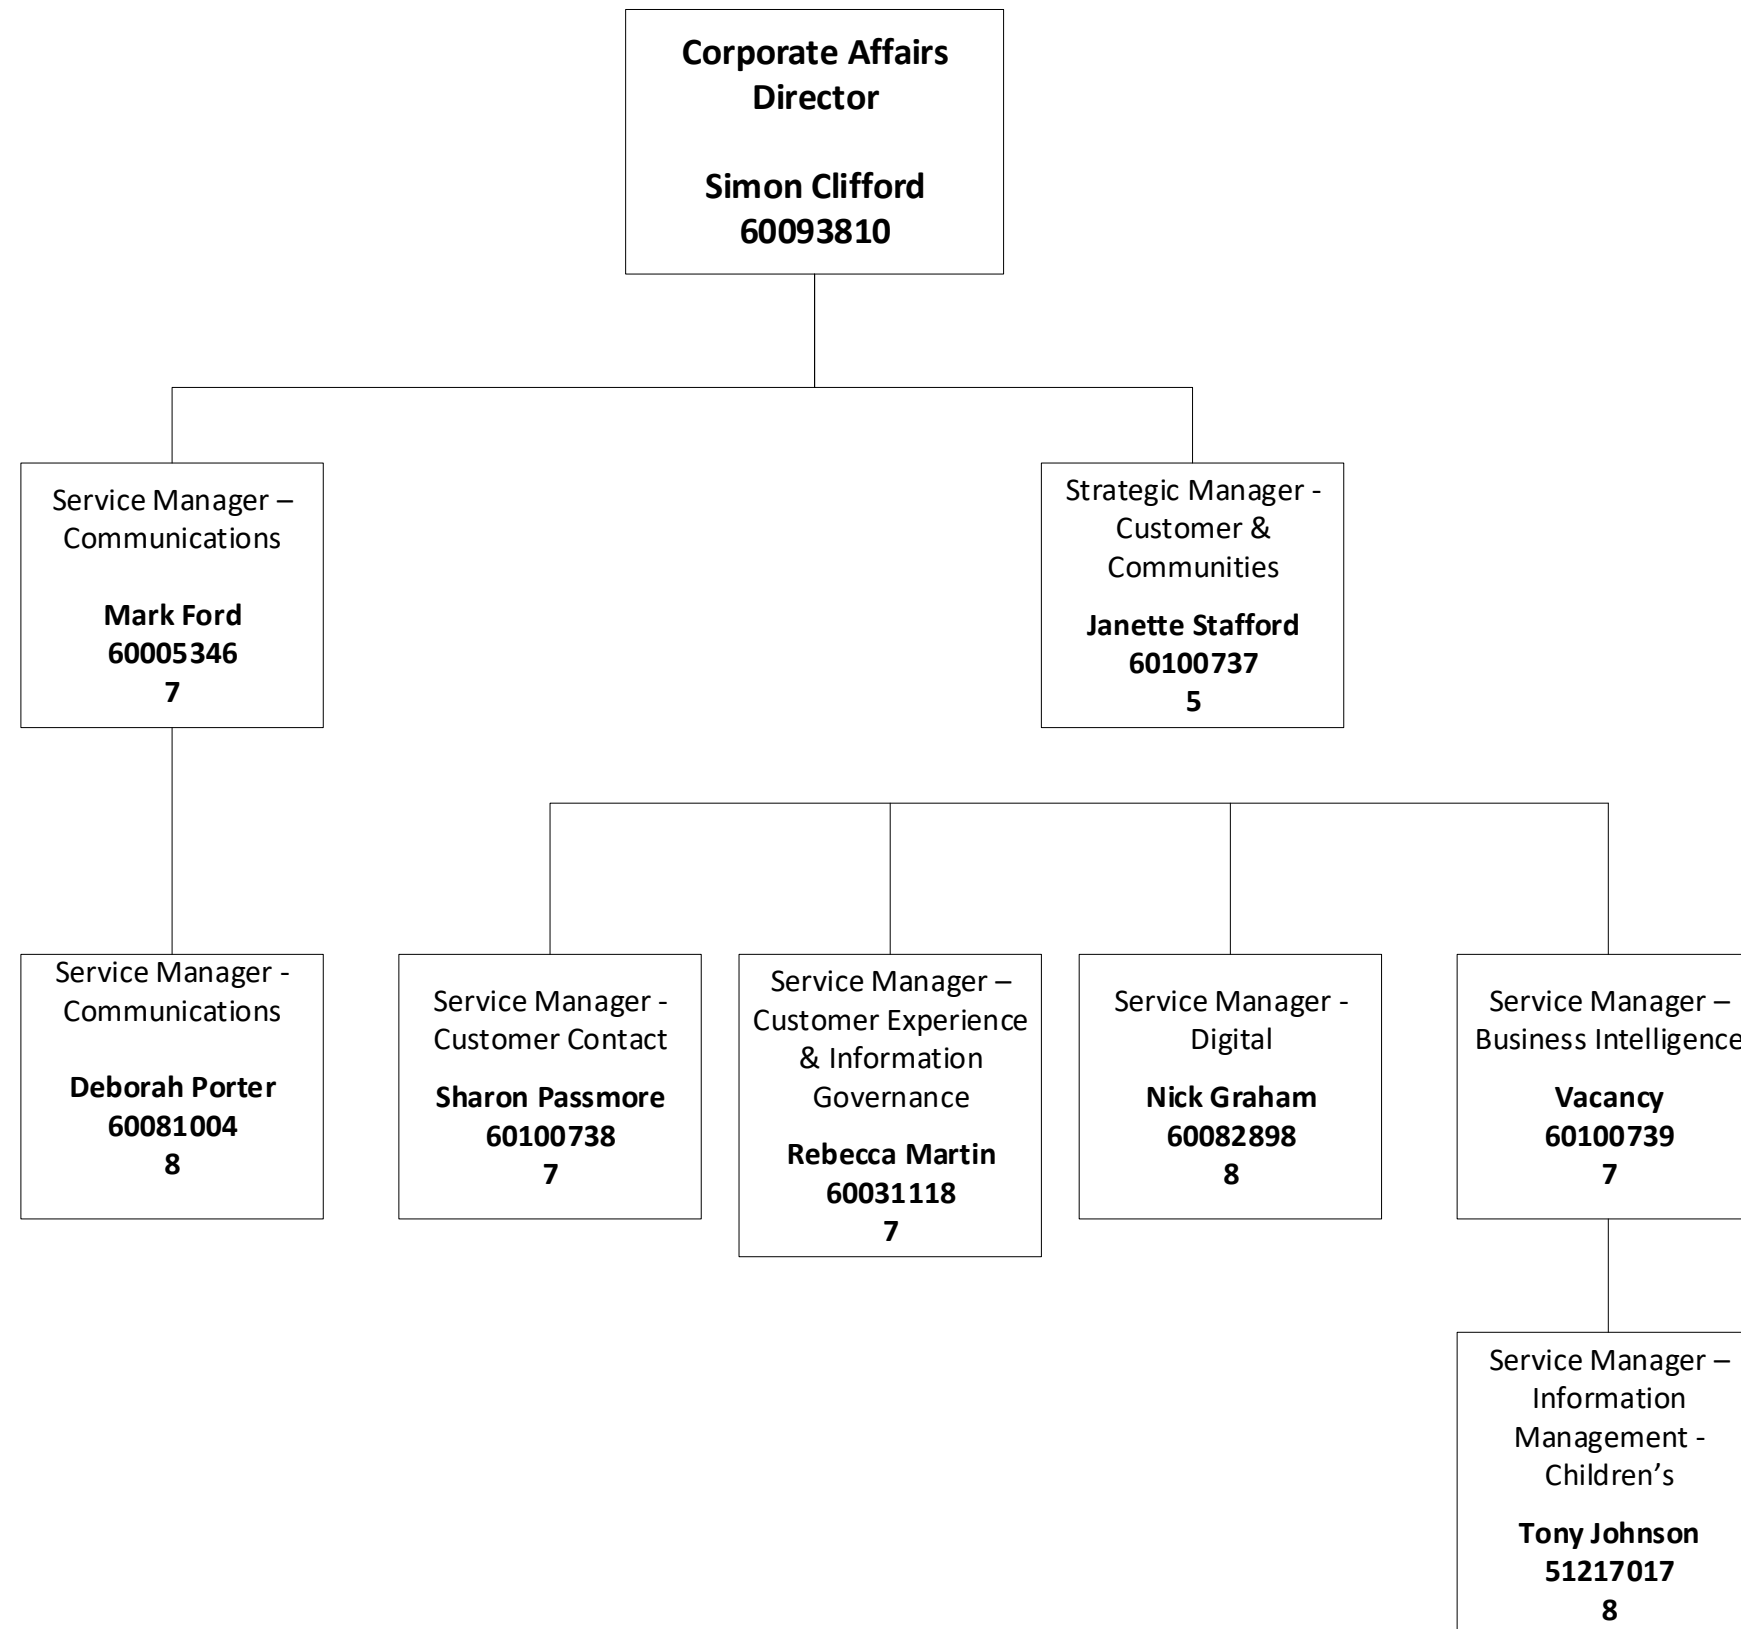 Corporate Affairs
Director
Simon Clifford
60093810
Service Manager –
Communications
Mark Ford
60005346
7
Strategic Manager -
Customer &
Communities
Janette Stafford
60100737
5
Service Manager -
Communications
Deborah Porter
60081004
8
Service Manager -
Customer Contact
Sharon Passmore
60100738
7
Service Manager –
Customer Experience
& Information
Governance
Rebecca Martin
60031118
7
Service Manager -
Digital
Nick Graham
60082898
8
Service Manager –
Business Intelligence
Vacancy
60100739
7
Service Manager –
Information
Management -
Children’s
Tony Johnson
51217017
8